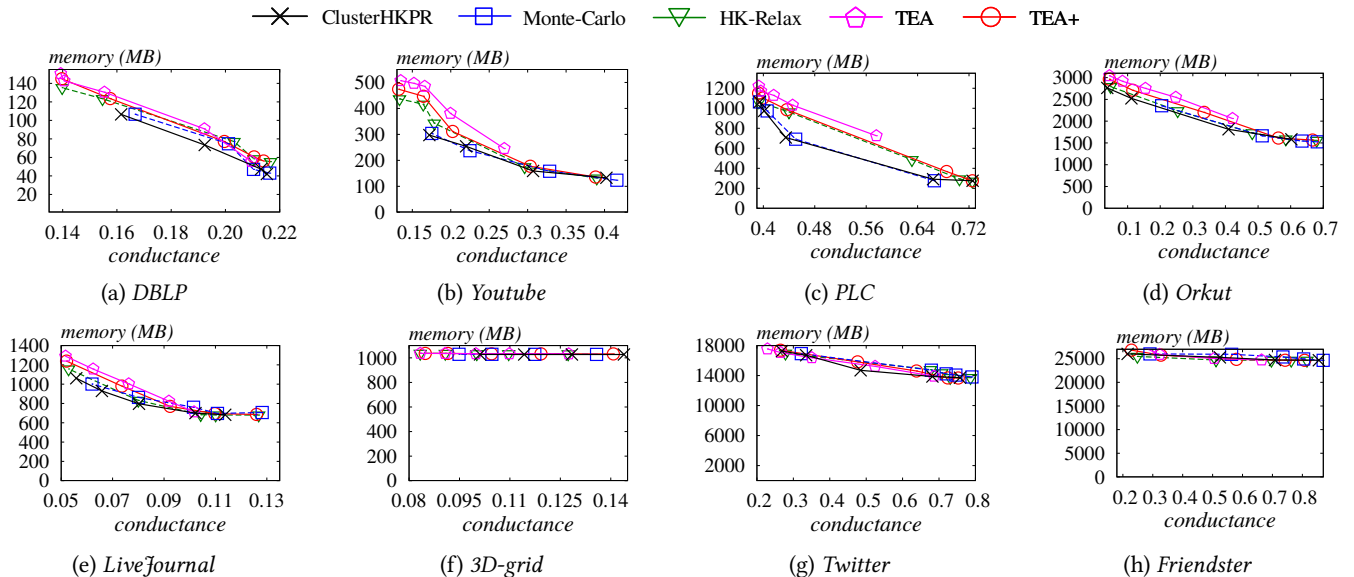 ClusterHKPR Monte-Carlo HK-Relax TEA TEA+
memory (MB)
140
120
100
80
60
40
20
0.14 0.16 0.18 0.20 0.22
conductance
(a) DBLP
memory (MB)
500
400
300
200
100
0
0.15 0.2 0.25 0.3 0.35 0.4
conductance
(b) Youtube
memory (MB)
1200
1000
800
600
400
200
0
0.4 0.48 0.56 0.64 0.72
conductance
(c) PLC
memory (MB)
3000
2500
2000
1500
1000
500
0
0.1 0.2 0.3 0.4 0.5 0.6 0.7
conductance
(d) Orkut
memory (MB)
1400
1200
1000
800
600
400
200
0
0.05 0.07 0.09 0.11 0.13
conductance
(e) LiveJournal
memory (MB)
1000
800
600
400
200
0
0.08 0.095 0.11 0.125 0.14
conductance
(f) 3D-grid
memory (MB)
18000
14000
13000
9000
6000
2000
0.2 0.3 0.4 0.5 0.6 0.7 0.8
conductance
(g) Twitter
memory (MB)
25000
20000
15000
10000
5000
0
0.2 0.3 0.4 0.5 0.6 0.7 0.8
conductance
(h) Friendster